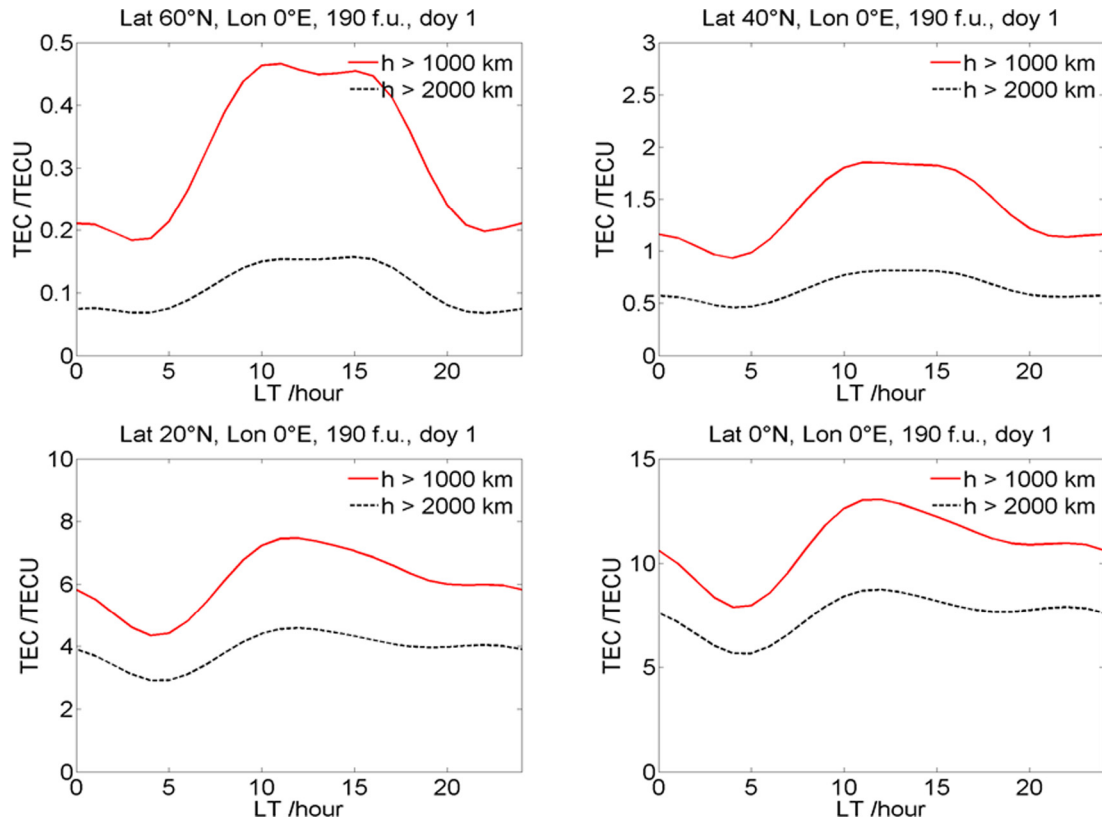 Lat 60°N, Lon 0°E, 190 f.u., doy 1
0.5
0.4
0.3
0.2
0.1
0
TEC /TECU
h > 1000 km
h > 2000 km
0 5 10 15 20
LT /hour
Lat 40°N, Lon 0°E, 190 f.u., doy 1
3
2.5
2
1.5
1
0.5
0
TEC /TECU
h > 1000 km
h > 2000 km
0 5 10 15 20
LT /hour
Lat 20°N, Lon 0°E, 190 f.u., doy 1
10
8
6
4
2
0
TEC /TECU
h > 1000 km
h > 2000 km
0 5 10 15 20
LT /hour
Lat 0°N, Lon 0°E, 190 f.u., doy 1
15
10
5
0
TEC /TECU
h > 1000 km
h > 2000 km
0 5 10 15 20
LT /hour